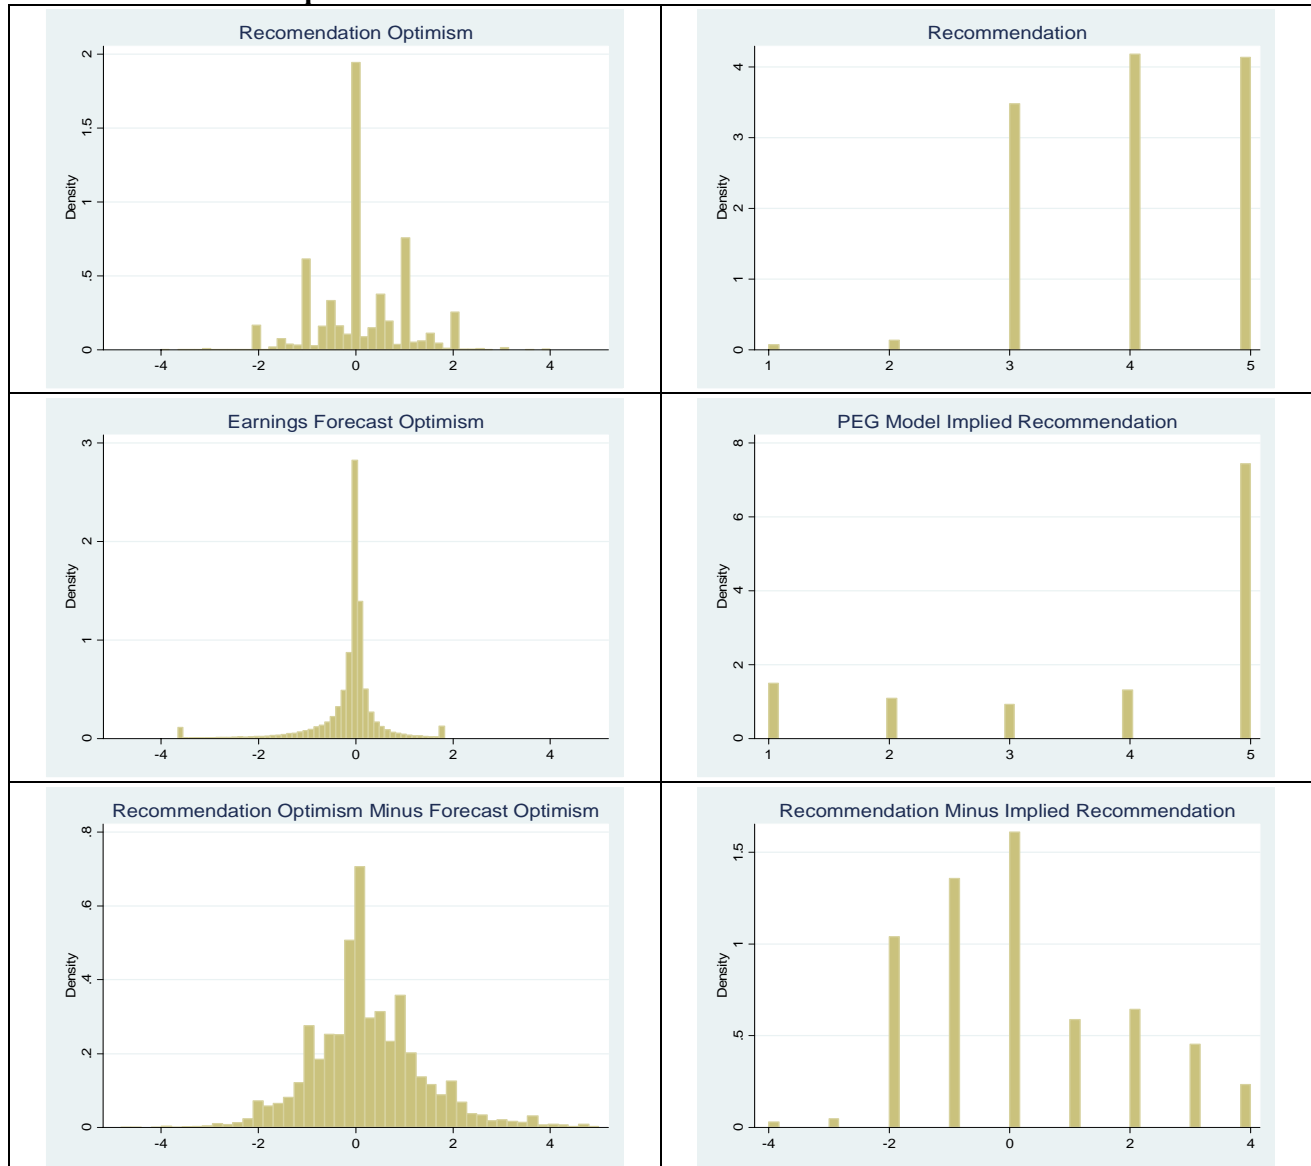 Recomendation Optimism
2
1.5
1
.5
0
Density
-4 -2 0 2 4
Recommendation
4
3
2
1
0
Density
1 2 3 4 5
Earnings Forecast Optimism
3
2
1
0
Density
-4 -2 0 2 4
PEG Model Implied Recommendation
8
6
4
2
0
Density
1 2 3 4 5
Recommendation Optimism Minus Forecast Optimism
.8
.6
.4
.2
0
Density
-4 -2 0 2 4
Recommendation Minus Implied Recommendation
1.5
1
.5
0
Density
-4 -2 0 2 4